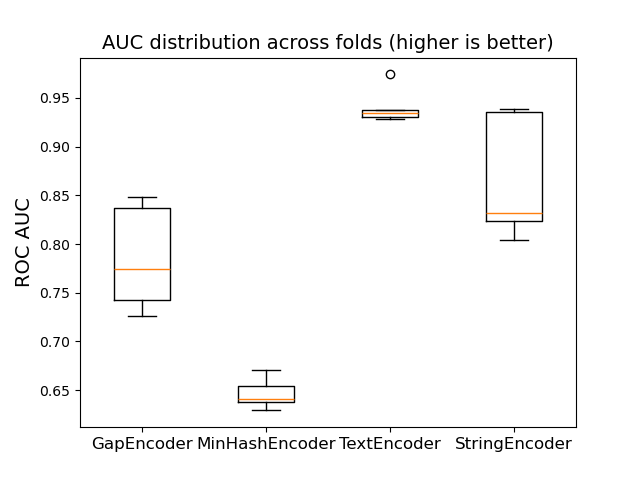 AUC distribution across folds (higher is better)
ROC AUC
0.95
0.90
0.85
0.80
0.75
0.70
0.65
GapEncoder MinHashEncoder TextEncoder StringEncoder